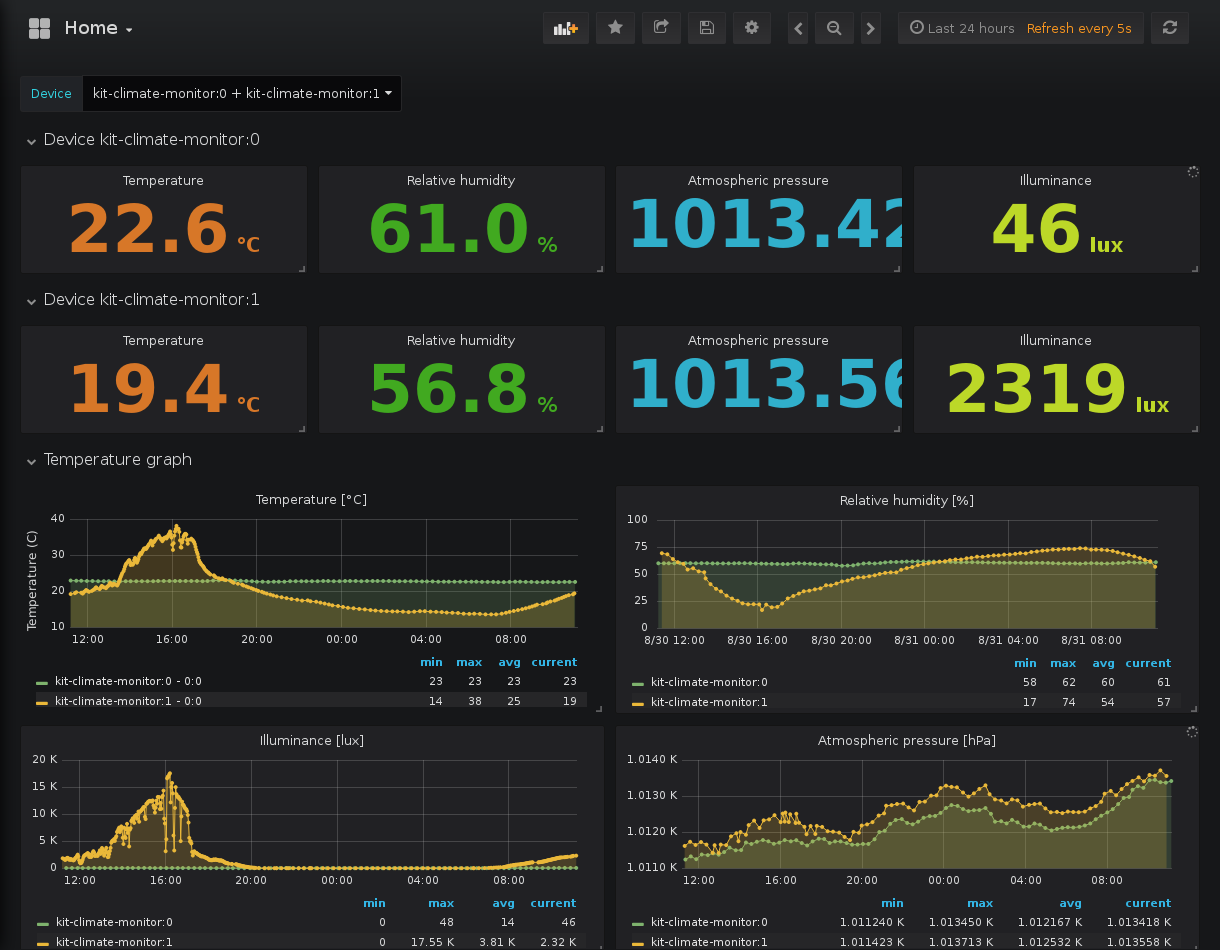 Home
Last 24 hours Refresh every 5s
Device kit-climate-monitor:0 + kit-climate-monitor:1
Device kit-climate-monitor:0
Temperature Relative humidity Atmospheric pressure Illuminance
22.6 °C 61.0 % 1013.42 46 lux
Device kit-climate-monitor:1
Temperature Relative humidity Atmospheric pressure Illuminance
19.4 °C 56.8 % 1013.56 2319 lux
Temperature graph
Temperature [°C]
Temperature (C)
40
30
20
10
12:00 16:00 20:00 00:00 04:00 08:00
min max avg current
kit-climate-monitor:0 - 0:0 23 23 23 23
kit-climate-monitor:1 - 0:0 14 38 25 19
Relative humidity [%]
100
75
50
25
0
8/30 12:00 8/30 16:00 8/30 20:00 8/31 00:00 8/31 04:00 8/31 08:00
min max avg current
kit-climate-monitor:0 58 62 60 61
kit-climate-monitor:1 17 74 54 57
Illuminance [lux]
20 K
15 K
10 K
5 K
0
12:00 16:00 20:00 00:00 04:00 08:00
min max avg current
kit-climate-monitor:0 0 48 14 46
kit-climate-monitor:1 0 17.55 K 3.81 K 2.32 K
Atmospheric pressure [hPa]
1.0140 K
1.0130 K
1.0120 K
1.0110 K
12:00 16:00 20:00 00:00 04:00 08:00
min max avg current
kit-climate-monitor:0 1.011240 K 1.013450 K 1.012167 K 1.013418 K
kit-climate-monitor:1 1.011423 K 1.013713 K 1.012532 K 1.013558 K